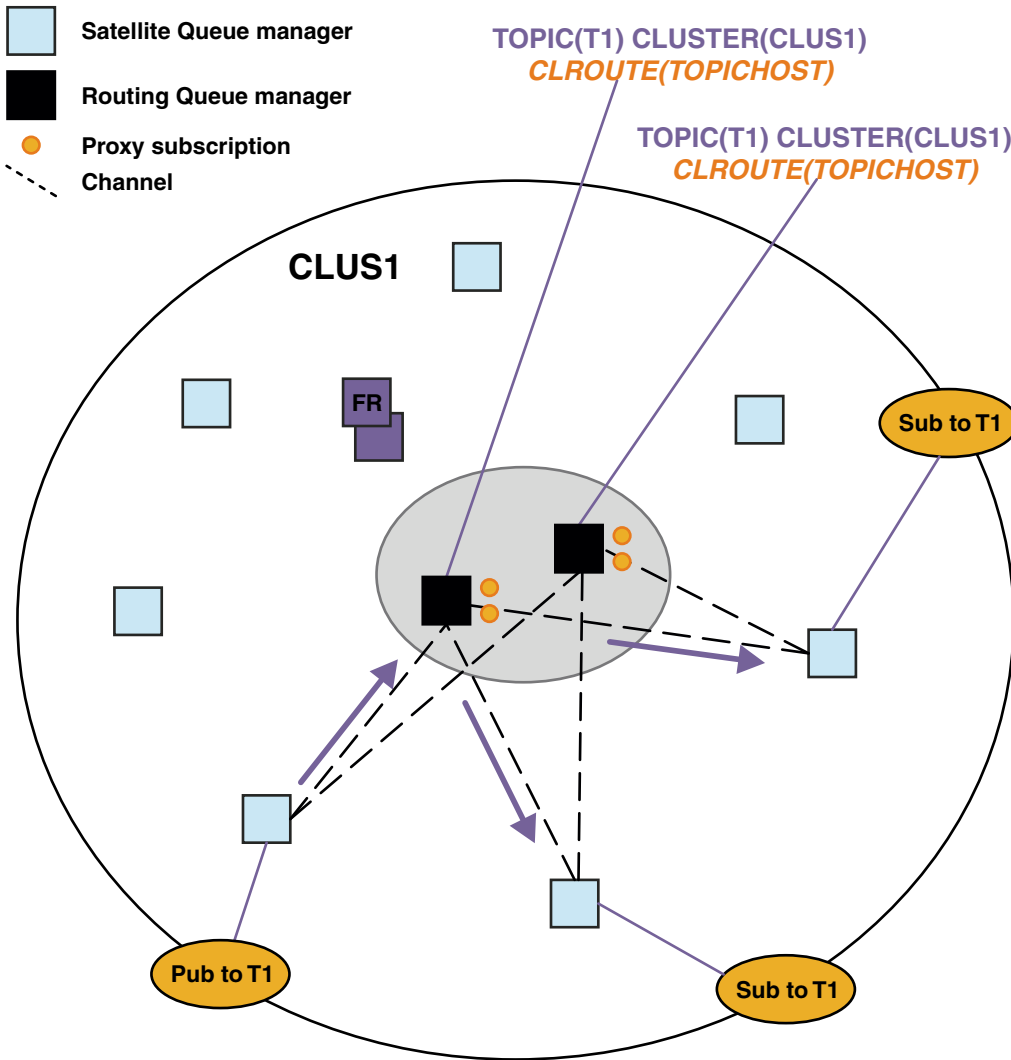 Satellite Queue manager
Routing Queue manager
Proxy subscription
Channel
TOPIC(T1) CLUSTER(CLUS1)
CLROUTE(TOPICHOST)
TOPIC(T1) CLUSTER(CLUS1)
CLROUTE(TOPICHOST)
CLUS1
FR
Sub to T1
Pub to T1
Sub to T1